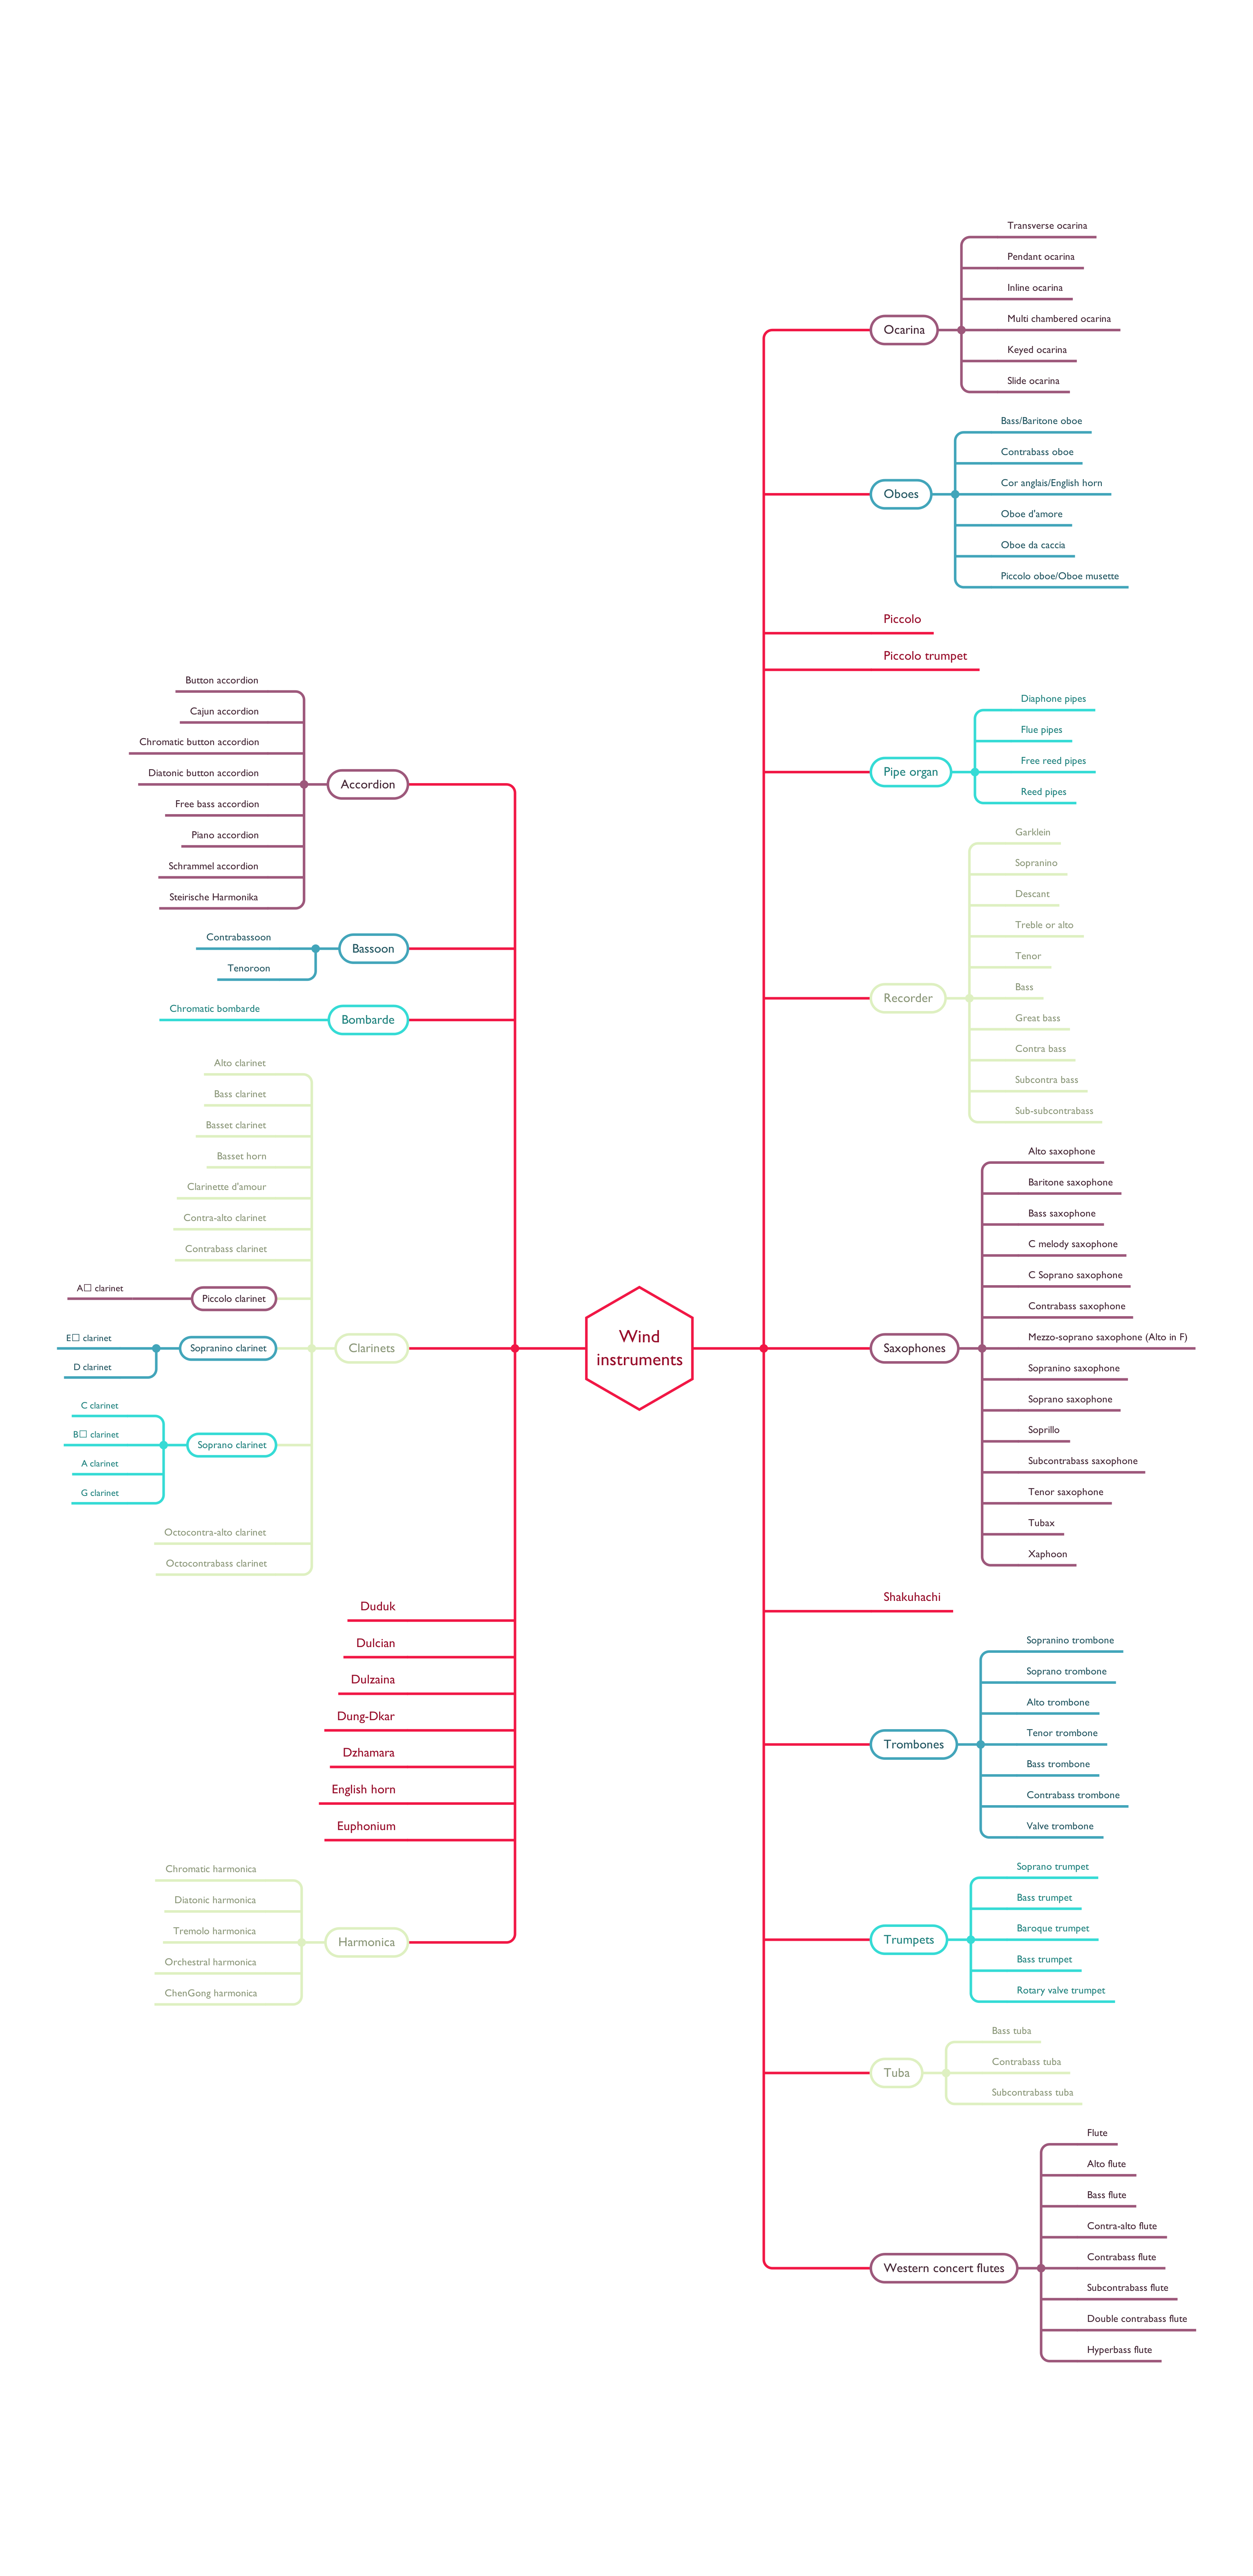 Wind
instruments
Accordion
Button accordion
Cajun accordion
Chromatic button accordion
Diatonic button accordion
Free bass accordion
Piano accordion
Schrammel accordion
Steirische Harmonika
Bassoon
Contrabassoon
Tenoroon
Bombarde
Chromatic bombarde
Clarinets
Alto clarinet
Bass clarinet
Basset clarinet
Basset horn
Clarinette d'amour
Contra-alto clarinet
Contrabass clarinet
Piccolo clarinet
A□ clarinet
Sopranino clarinet
E□ clarinet
D clarinet
Soprano clarinet
C clarinet
B□ clarinet
A clarinet
G clarinet
Octocontra-alto clarinet
Octocontrabass clarinet
Duduk
Dulcian
Dulzaina
Dung-Dkar
Dzhamara
English horn
Euphonium
Harmonica
Chromatic harmonica
Diatonic harmonica
Tremolo harmonica
Orchestral harmonica
ChenGong harmonica
Ocarina
Transverse ocarina
Pendant ocarina
Inline ocarina
Multi chambered ocarina
Keyed ocarina
Slide ocarina
Oboes
Bass/Baritone oboe
Contrabass oboe
Cor anglais/English horn
Oboe d'amore
Oboe da caccia
Piccolo oboe/Oboe musette
Piccolo
Piccolo trumpet
Pipe organ
Diaphone pipes
Flue pipes
Free reed pipes
Reed pipes
Recorder
Garklein
Sopranino
Descant
Treble or alto
Tenor
Bass
Great bass
Contra bass
Subcontra bass
Sub-subcontrabass
Saxophones
Alto saxophone
Baritone saxophone
Bass saxophone
C melody saxophone
C Soprano saxophone
Contrabass saxophone
Mezzo-soprano saxophone (Alto in F)
Sopranino saxophone
Soprano saxophone
Soprillo
Subcontrabass saxophone
Tenor saxophone
Tubax
Xaphoon
Shakuhachi
Trombones
Sopranino trombone
Soprano trombone
Alto trombone
Tenor trombone
Bass trombone
Contrabass trombone
Valve trombone
Trumpets
Soprano trumpet
Bass trumpet
Baroque trumpet
Bass trumpet
Rotary valve trumpet
Tuba
Bass tuba
Contrabass tuba
Subcontrabass tuba
Western concert flutes
Flute
Alto flute
Bass flute
Contra-alto flute
Contrabass flute
Subcontrabass flute
Double contrabass flute
Hyperbass flute